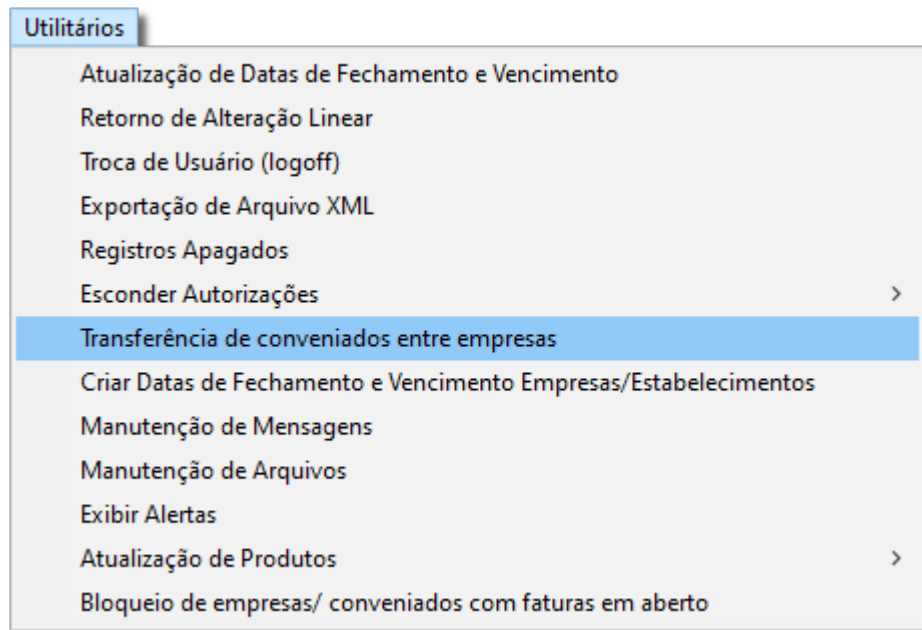 Utilitários
Atualização de Datas de Fechamento e Vencimento
Retorno de Alteração Linear
Troca de Usuário (logoff)
Exportação de Arquivo XML
Registros Apagados
Esconder Autorizações
Transferência de conveniados entre empresas
Criar Datas de Fechamento e Vencimento Empresas/Estabelecimentos
Manutenção de Mensagens
Manutenção de Arquivos
Exibir Alertas
Atualização de Produtos
Bloqueio de empresas/ conveniados com faturas em aberto